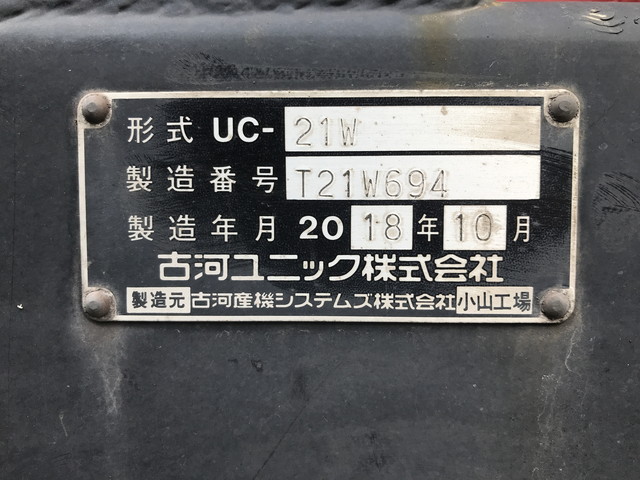 形式 UC-21W
製造番号 T21W694
製造年月 2018年10月
古河ユニック株式会社
製造元 古河産機システムズ株式会社 小山工場